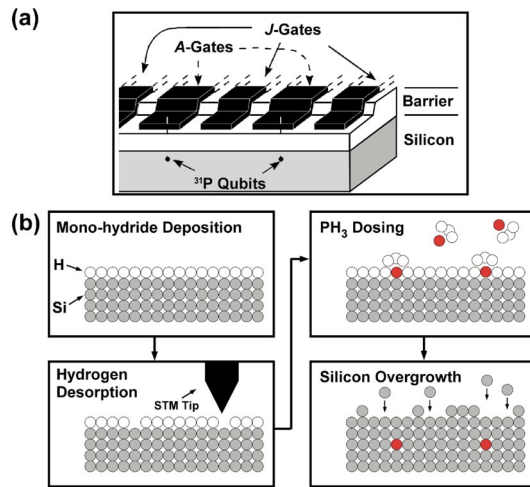 (a)
J-Gates
A-Gates
Barrier
Silicon
³¹P Qubits
(b)
Mono-hydride Deposition
H
Si
Hydrogen
Desorption
STM Tip
PH₃ Dosing
Silicon Overgrowth